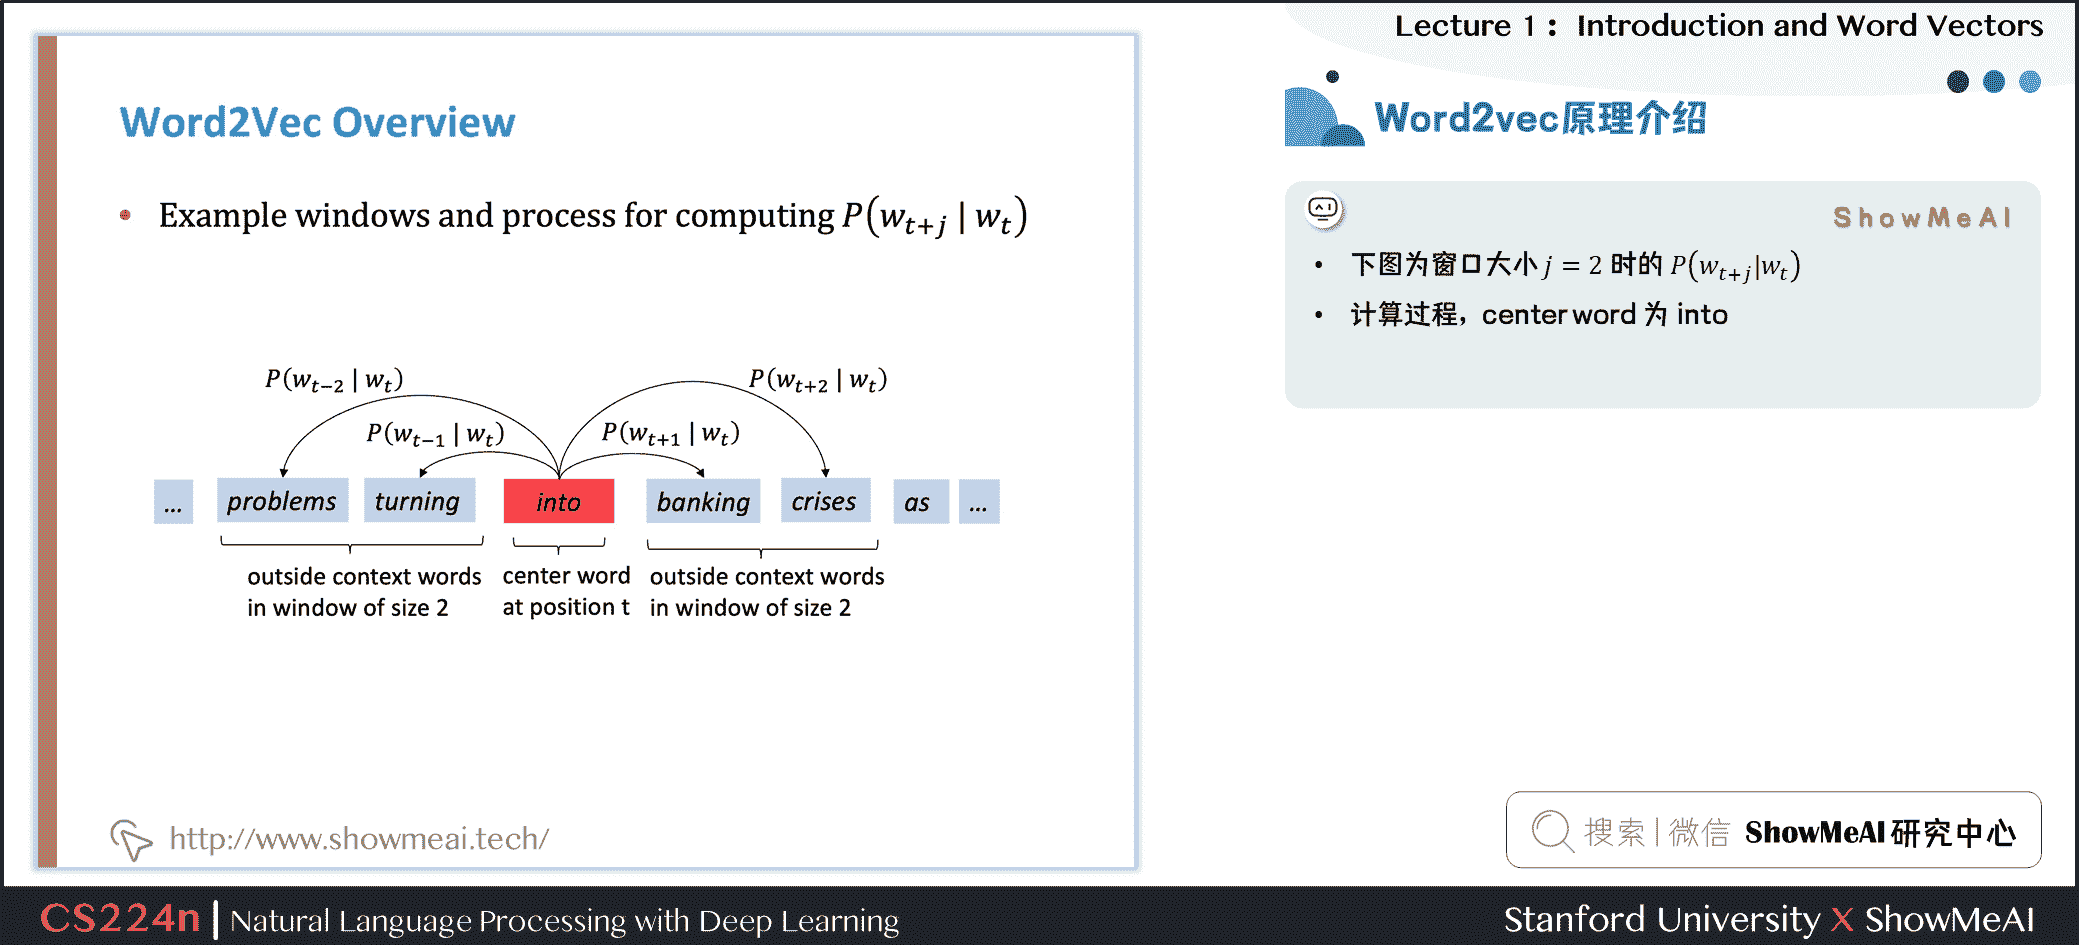 Lecture 1： Introduction and Word Vectors
Word2Vec Overview
• Example windows and process for computing P(w_{t+j} | w_t)
P(w_{t−2} | w_t)
P(w_{t+2} | w_t)
P(w_{t−1} | w_t)
P(w_{t+1} | w_t)
... problems turning into banking crises as ...
outside context words
in window of size 2
center word
at position t
outside context words
in window of size 2
http://www.showmeai.tech/
Word2vec原理介绍
ShowMeAI
• 下图为窗口大小 j = 2 时的 P(w_{t+j}|w_t)
• 计算过程，center word 为 into
搜索 | 微信 ShowMeAI 研究中心
CS224n | Natural Language Processing with Deep Learning
Stanford University X ShowMeAI